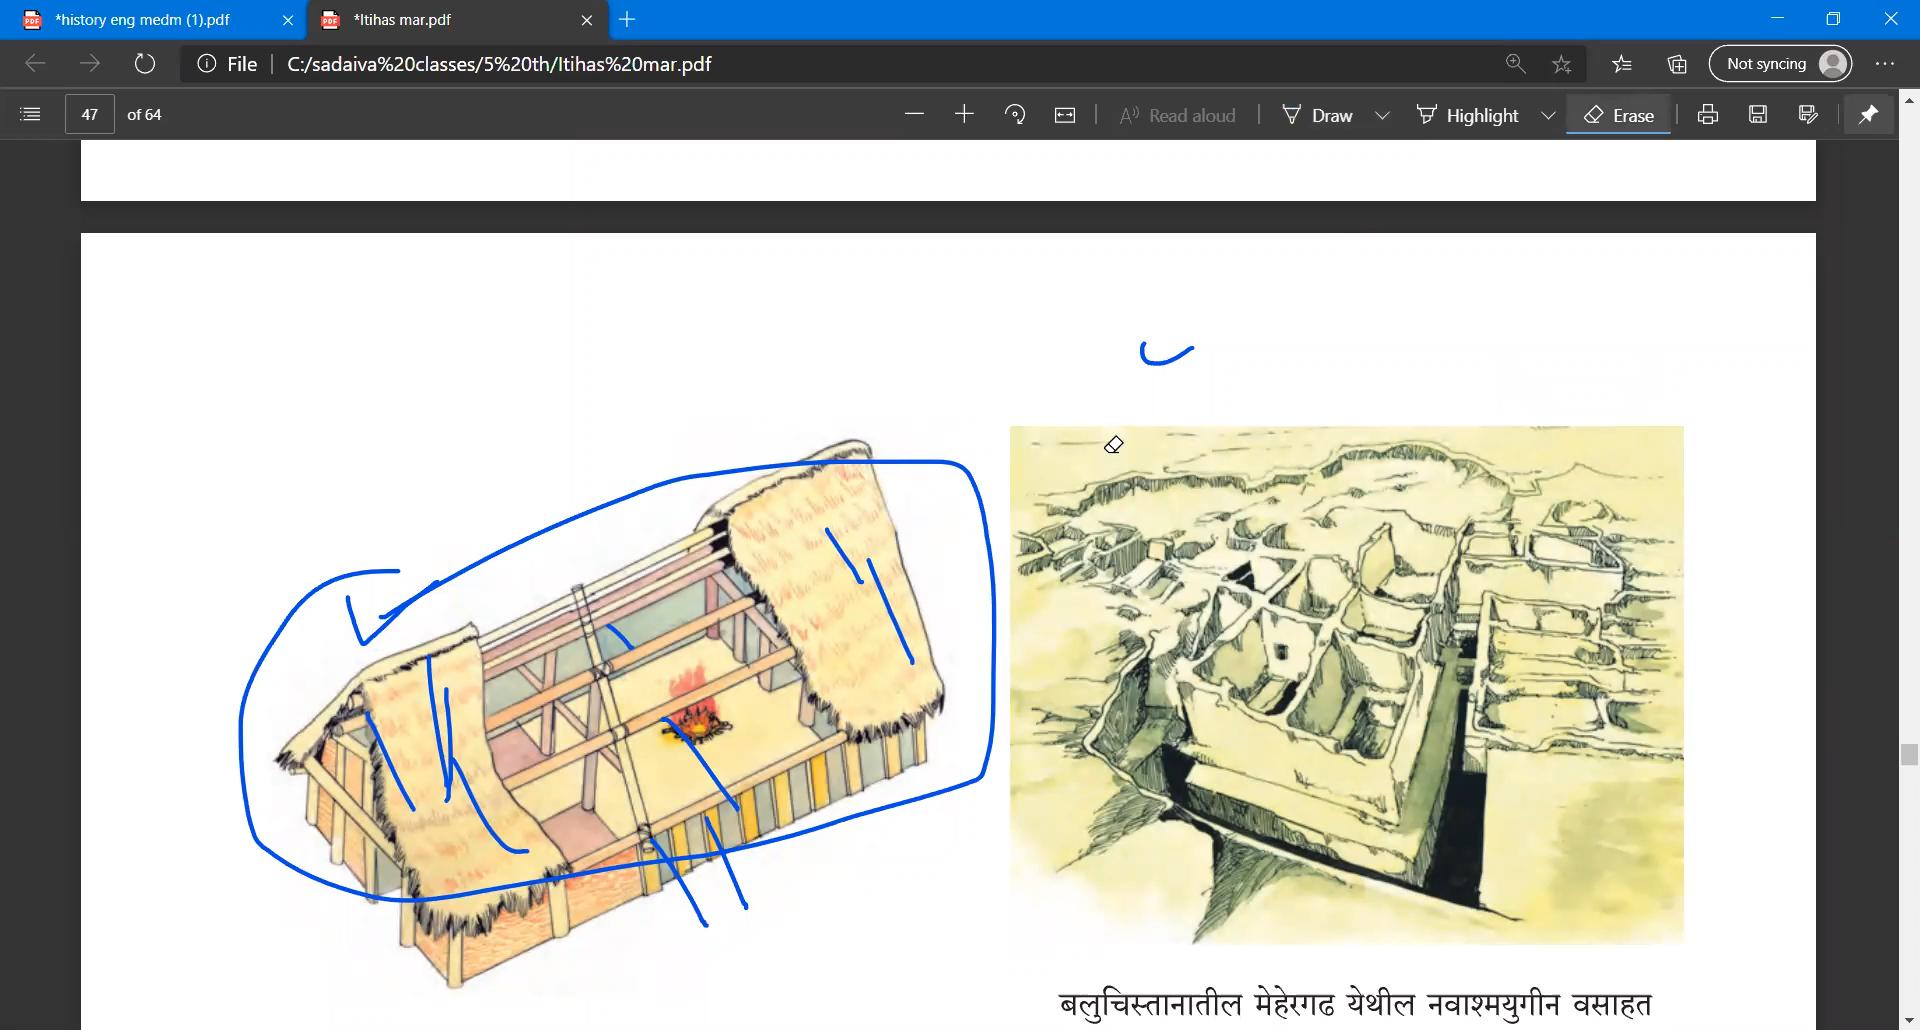 *history eng medm (1).pdf
*Itihas mar.pdf
File
C:/sadaiva%20classes/5%20th/Itihas%20mar.pdf
Not syncing
47 of 64
Read aloud
Draw
Highlight
Erase
बलुचिस्तानातील मेहेरगढ येथील नवाश्मयुगीन वसाहत